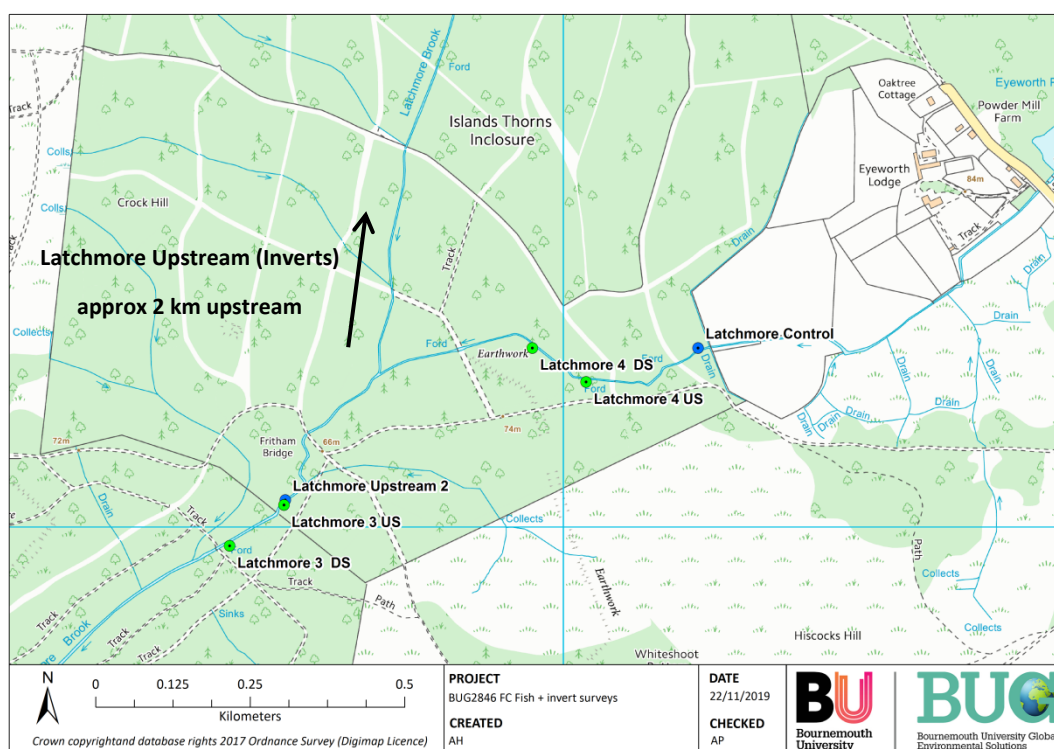 Latchmore Brook
Ford
Track
Colls
Colls
Crock Hill
Islands Thorns
Inclosure
Oaktree
Cottage
Powder Mill
Farm
Eyeworth
Lodge
84m
Track
Drain
Drain
Drain
Drain
Track
Latchmore Upstream (Inverts)
approx 2 km upstream
Collects
Ford
Earthwork
Latchmore Control
Ford
Drain
Latchmore 4 DS
Ford
Latchmore 4 US
Drain
Drain
Drain
72m
Fritham
Bridge
66m
74m
Drain
Latchmore Upstream 2
Latchmore 3 US
Collects
Track
Ford
Latchmore 3 DS
Track
Path
Sinks
Track
Track
Brook
Earthwork
Path
Collects
Collects
Hiscocks Hill
Whiteshoot
N
0 0.125 0.25 0.5
Kilometers
Crown copyrightand database rights 2017 Ordnance Survey (Digimap Licence)
PROJECT
BUG2846 FC Fish + invert surveys
CREATED
AH
DATE
22/11/2019
CHECKED
AP
BU
Bournemouth
University
BUG
Bournemouth University Global
Environmental Solutions